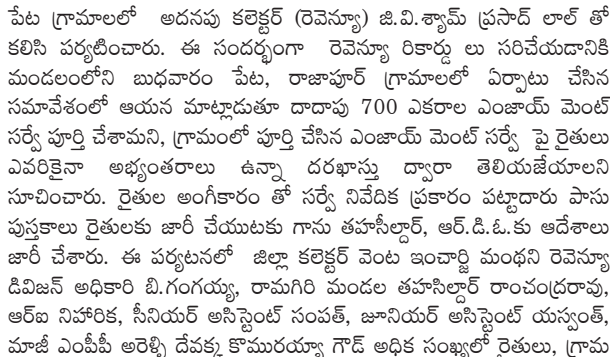 పేట గ్రామాలలో అదనపు కలెక్టర్ (రెవెన్యూ) జి.వి.శ్యామ్ ప్రసాద్ లాల్ తో
కలిసి పర్యటించారు. ఈ సందర్భంగా రెవెన్యూ రికార్డు లు సరిచేయడానికి
మండలంలోని బుధవారం పేట, రాజాపూర్ గ్రామాలలో ఏర్పాటు చేసిన
సమావేశంలో ఆయన మాట్లాడుతూ దాదాపు 700 ఎకరాల ఎంజాయ్ మెంట్
సర్వే పూర్తి చేశామని, గ్రామంలో పూర్తి చేసిన ఎంజాయ్ మెంట్ సర్వే పై రైతులు
ఎవరికైనా అభ్యంతరాలు ఉన్నా దరఖాస్తు ద్వారా తెలియజేయాలని
సూచించారు. రైతుల అంగీకారం తో సర్వే నివేదిక ప్రకారం పట్టాదారు పాసు
పుస్తకాలు రైతులకు జారీ చేయుటకు గాను తహసీల్దార్, ఆర్.డి.ఓ.కు ఆదేశాలు
జారీ చేశారు. ఈ పర్యటనలో జిల్లా కలెక్టర్ వెంట ఇంచార్జి మంథని రెవెన్యూ
డివిజన్ అధికారి బి.గంగయ్య, రామగిరి మండల తహసిల్దార్ రాంచంద్రరావు,
ఆర్ఐ నిహారిక, సీనియర్ అసిస్టెంట్ సంపత్, జూనియర్ అసిస్టెంట్ యస్వంత్,
మాజీ ఎంపీపీ అరెళ్ళి దేవక్క కొమురయ్యా గౌడ్ అధిక సంఖ్యలో రైతులు, గ్రామ